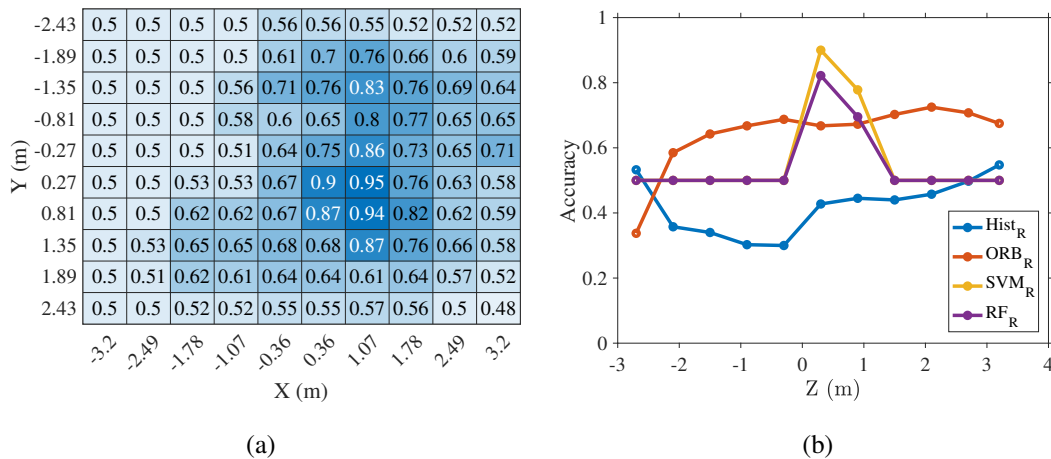 -2.43 0.5 0.5 0.5 0.5 0.56 0.56 0.55 0.52 0.52 0.52
-1.89 0.5 0.5 0.5 0.5 0.61 0.7 0.76 0.66 0.6 0.59
-1.35 0.5 0.5 0.5 0.56 0.71 0.76 0.83 0.76 0.69 0.64
-0.81 0.5 0.5 0.5 0.58 0.6 0.65 0.8 0.77 0.65 0.65
-0.27 0.5 0.5 0.5 0.51 0.64 0.75 0.86 0.73 0.65 0.71
0.27 0.5 0.5 0.53 0.53 0.67 0.9 0.95 0.76 0.63 0.58
0.81 0.5 0.5 0.62 0.62 0.67 0.87 0.94 0.82 0.62 0.59
1.35 0.5 0.53 0.65 0.65 0.68 0.68 0.87 0.76 0.66 0.58
1.89 0.5 0.51 0.62 0.61 0.64 0.64 0.61 0.64 0.57 0.52
2.43 0.5 0.5 0.52 0.52 0.55 0.55 0.57 0.56 0.5 0.48
-3.2 -2.49 -1.78 -1.07 -0.36 0.36 1.07 1.78 2.49 3.2
Y (m)
X (m)
(a)
1
0.8
0.6
0.4
0.2
0
Accuracy
Hist_R
ORB_R
SVM_R
RF_R
-3 -2 -1 0 1 2 3 4
Z (m)
(b)